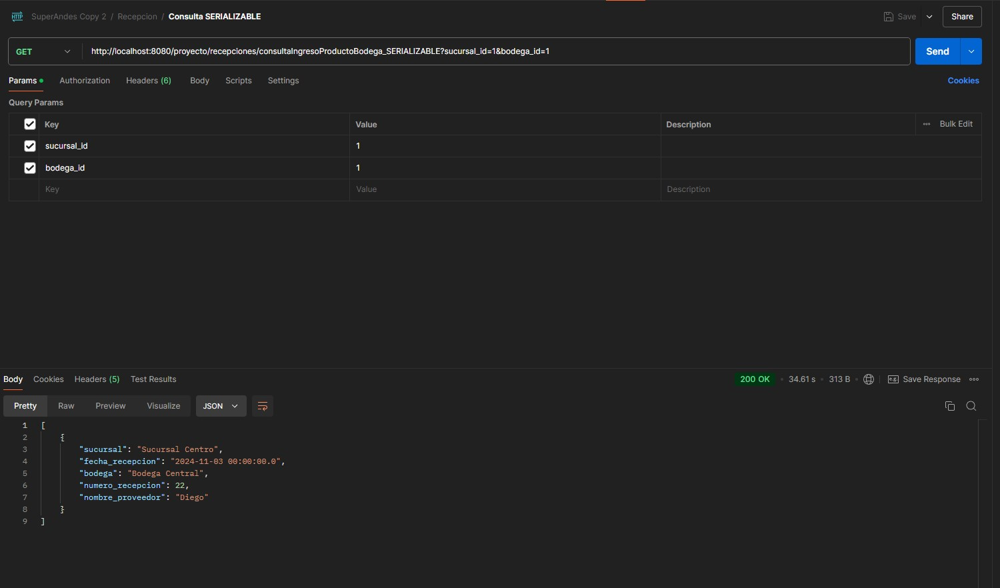 HTTP SuperAndes Copy 2 / Recepcion / Consulta SERIALIZABLE Save Share
GET http://localhost:8080/proyecto/recepciones/consultaIngresoProductoBodega_SERIALIZABLE?sucursal_id=1&bodega_id=1 Send
Params Authorization Headers (6) Body Scripts Settings Cookies
Query Params
Key Value Description Bulk Edit
sucursal_id 1
bodega_id 1
Key Value Description
Body Cookies Headers (5) Test Results 200 OK 34.61 s 313 B e.g. Save Response
Pretty Raw Preview Visualize JSON
1 [
2 {
3 "sucursal": "Sucursal Centro",
4 "fecha_recepcion": "2024-11-03 00:00:00.0",
5 "bodega": "Bodega Central",
6 "numero_recepcion": 22,
7 "nombre_proveedor": "Diego"
8 }
9 ]